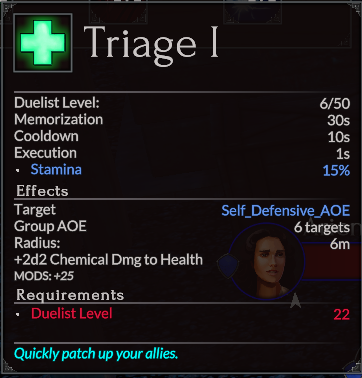 Triage I
Duelist Level: 6/50
Memorization 30s
Cooldown 10s
Execution 1s
• Stamina 15%
Effects
Target Self_Defensive_AOE
Group AOE 6 targets
Radius: 6m
+2d2 Chemical Dmg to Health
MODS: +25
Requirements
• Duelist Level 22
Quickly patch up your allies.